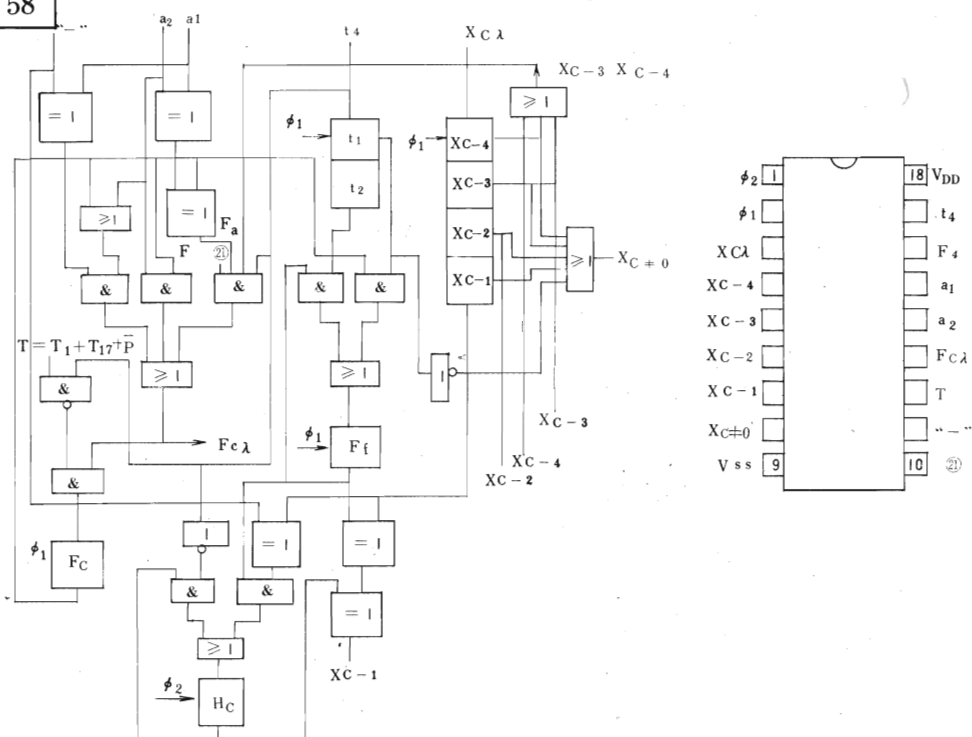 58
"—"
a2 a1
t4
XC λ
XC-3 XC-4
= 1
= 1
ϕ1
t1
t2
ϕ1
XC-4
XC-3
XC-2
XC-1
≥ 1
≥1
= 1
Fa
F ㉑
&
&
&
&
&
≥1
XC≠0
T=T1+T17+P̄
&
≥ 1
≥ 1
1
Fcλ
ϕ1
Ff
XC-3
XC-4
XC-2
&
ϕ1
FC
1
= 1
= 1
&
&
= 1
≥ 1
XC-1
ϕ2
HC
ϕ2 1
ϕ1
XCλ
XC-4
XC-3
XC-2
XC-1
XC≠0
Vss 9
18 VDD
t4
F4
a1
a2
FCλ
T
"—"
10 ㉑